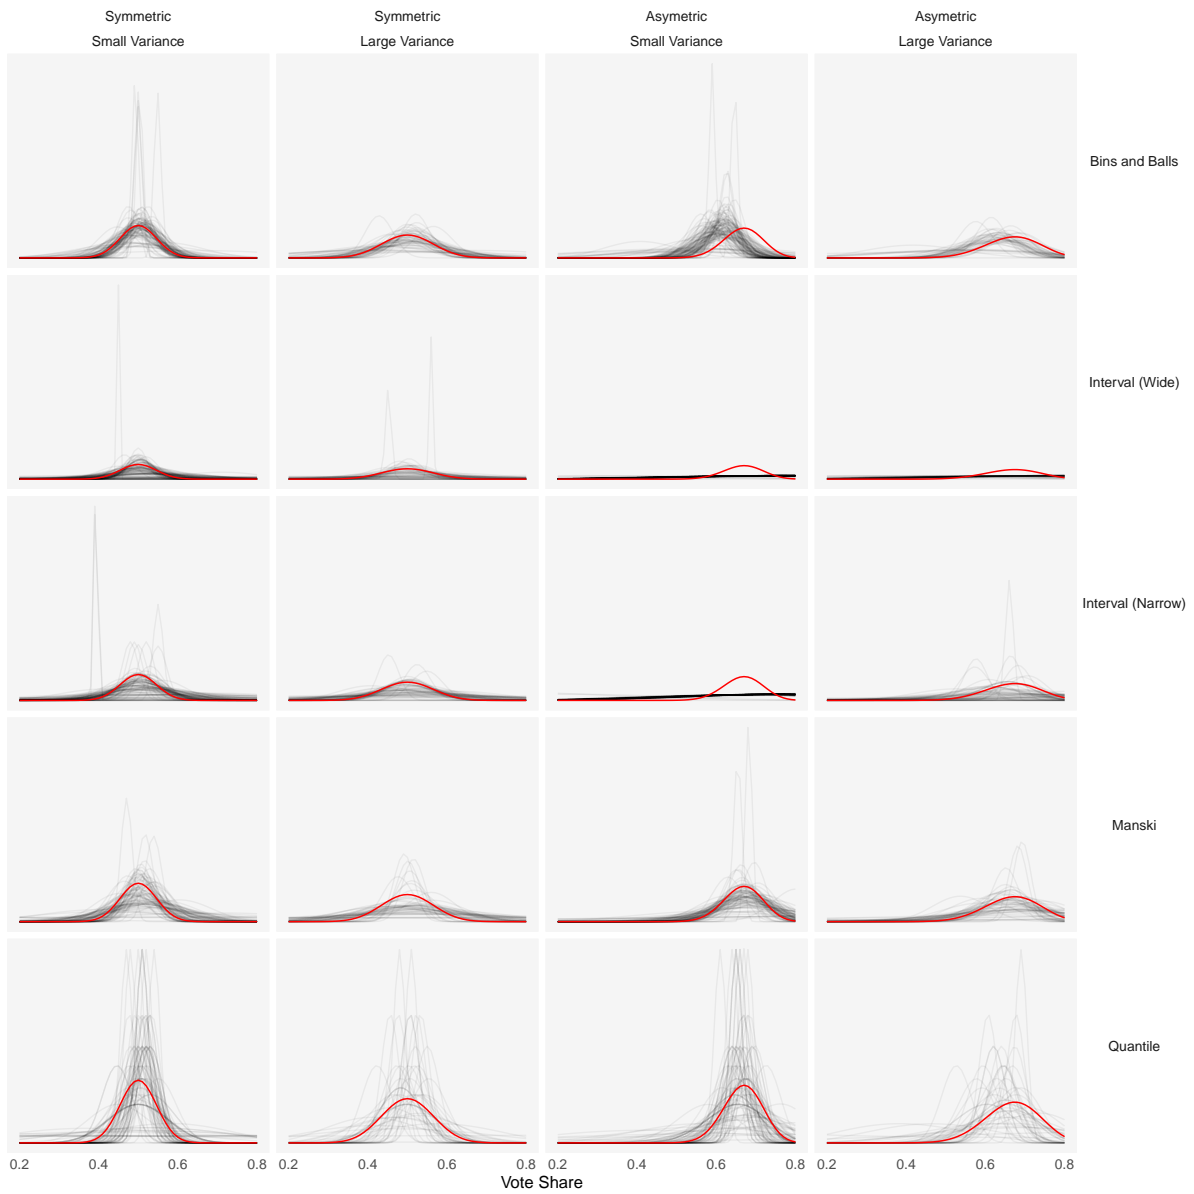 Symmetric Symmetric Asymetric Asymetric
Small Variance Large Variance Small Variance Large Variance
Bins and Balls
Interval (Wide)
Interval (Narrow)
Manski
Quantile
0.2 0.4 0.6 0.8 0.2 0.4 0.6 0.8 0.2 0.4 0.6 0.8 0.2 0.4 0.6 0.8
Vote Share